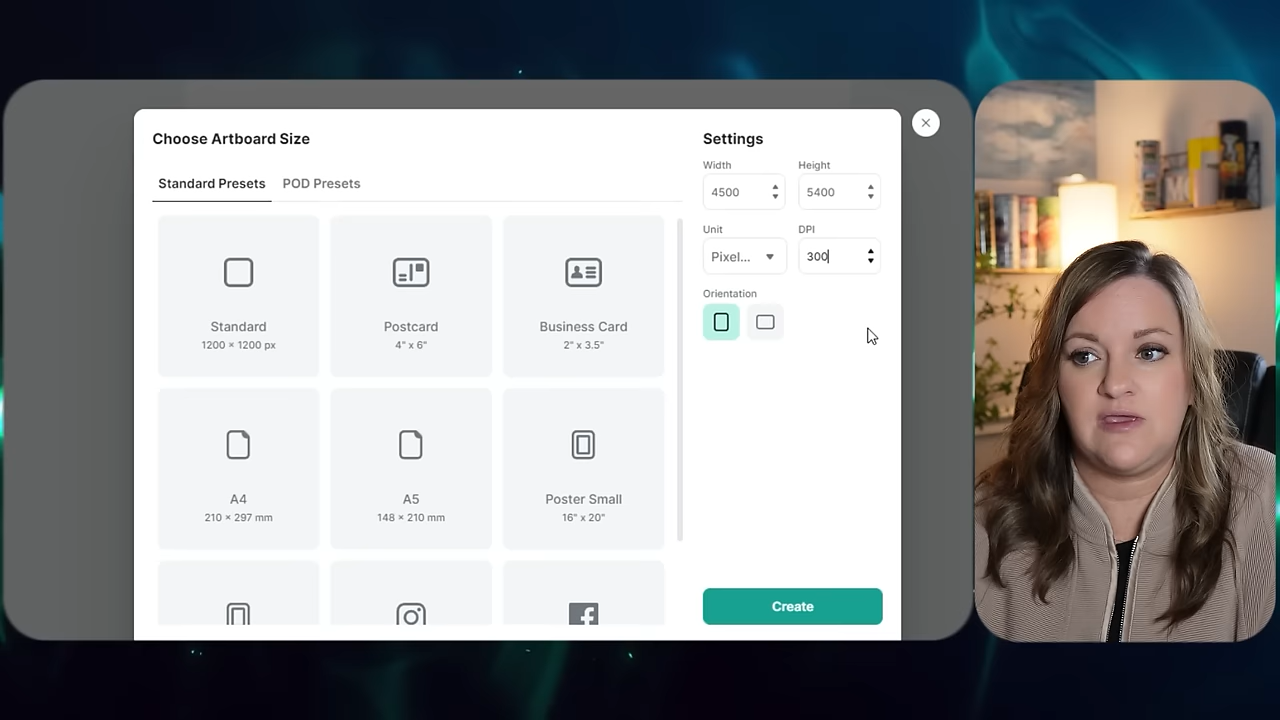 Choose Artboard Size
Standard Presets
POD Presets
Standard
1200 × 1200 px
Postcard
4" x 6"
Business Card
2" x 3.5"
A4
210 × 297 mm
A5
148 × 210 mm
Poster Small
16" x 20"
Settings
Width
Height
4500
5400
Unit
DPI
Pixel...
300
Orientation
Create